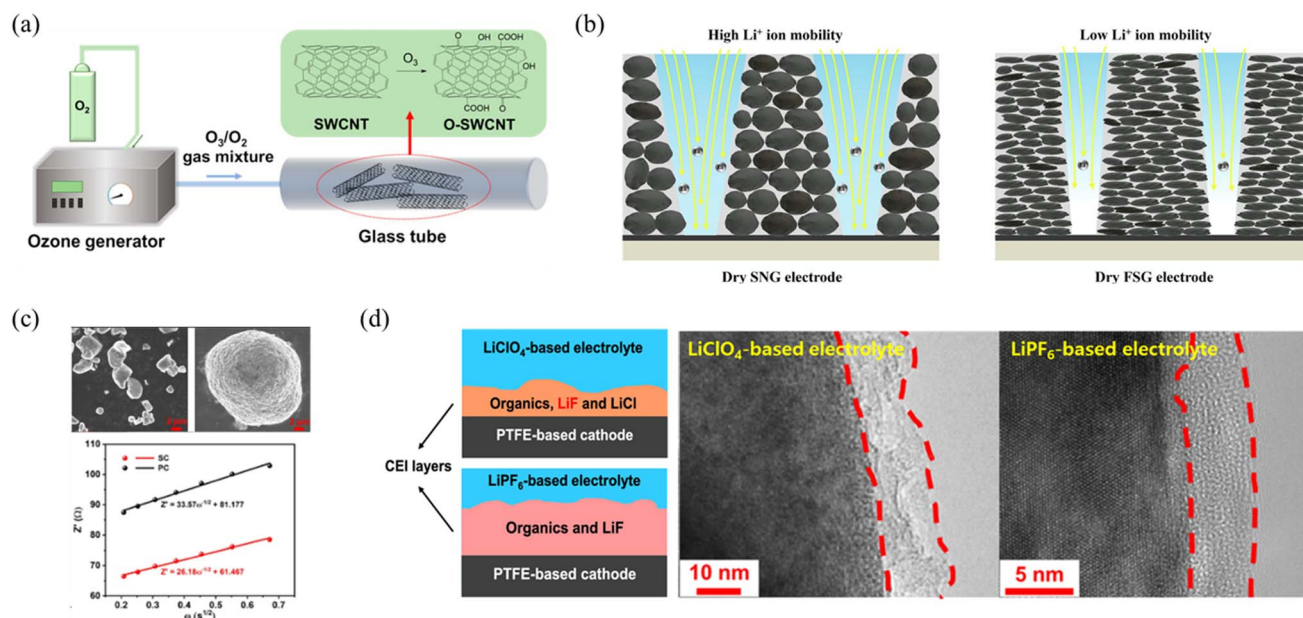 (a)
O₂
O₃/O₂
gas mixture
Ozone generator
O
OH
COOH
O₃
OH
COOH
O
SWCNT
O-SWCNT
Glass tube
(b)
High Li⁺ ion mobility
Low Li⁺ ion mobility
Dry SNG electrode
Dry FSG electrode
(c)
SC
PC
Z' = 33.57ω⁻¹/² + 81.177
Z' = 26.18ω⁻¹/² + 61.467
Z' (Ω)
110
100
90
80
70
60
0.2
0.3
0.4
0.5
0.6
0.7
ω (s¹/²)
(d)
LiClO₄-based electrolyte
Organics, LiF and LiCl
PTFE-based cathode
CEI layers
LiPF₆-based electrolyte
Organics and LiF
PTFE-based cathode
LiClO₄-based electrolyte
10 nm
LiPF₆-based electrolyte
5 nm